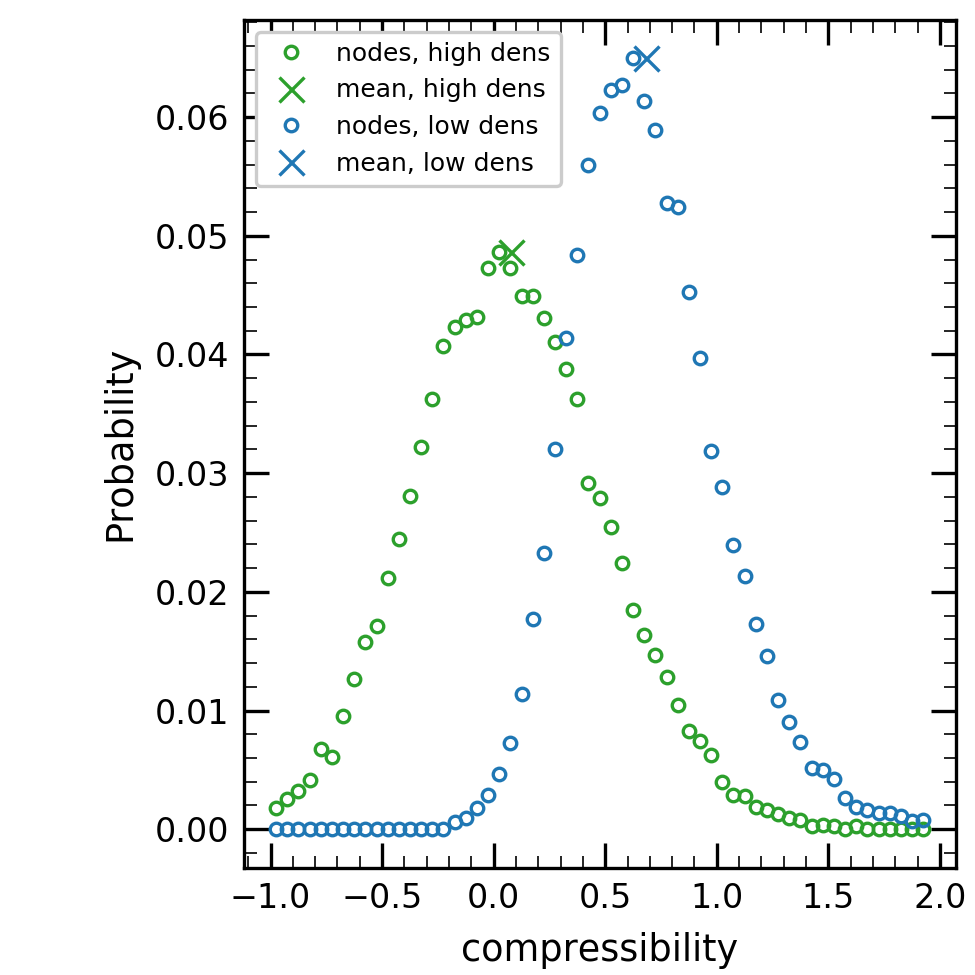 nodes, high dens
mean, high dens
nodes, low dens
mean, low dens
0.06
0.05
0.04
0.03
0.02
0.01
0.00
Probability
−1.0 −0.5 0.0 0.5 1.0 1.5 2.0
compressibility